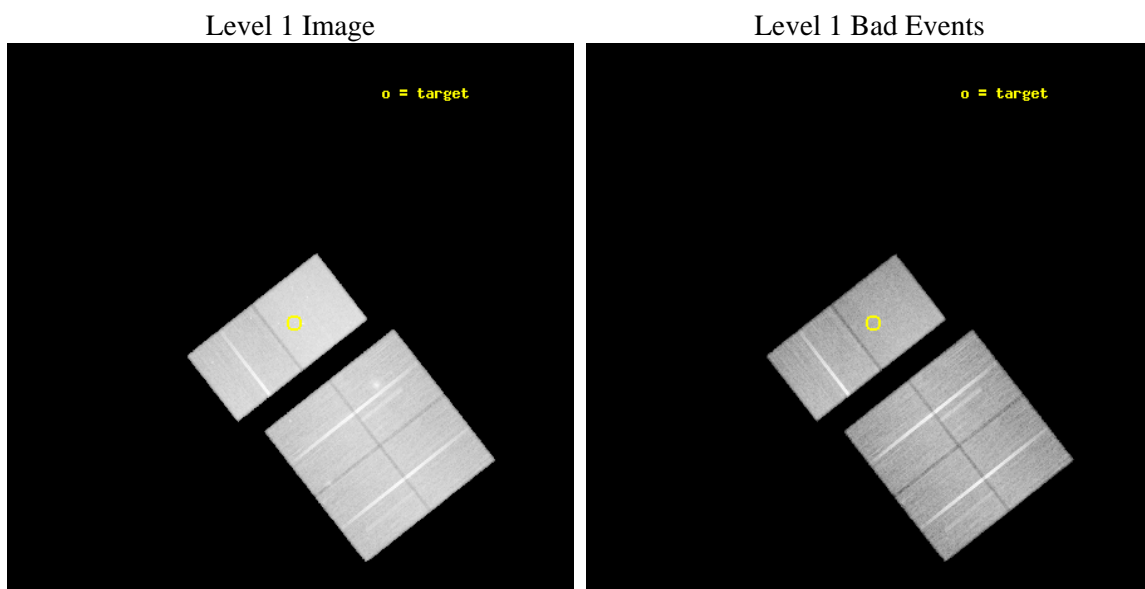 Level 1 Image
Level 1 Bad Events
o = target
o = target